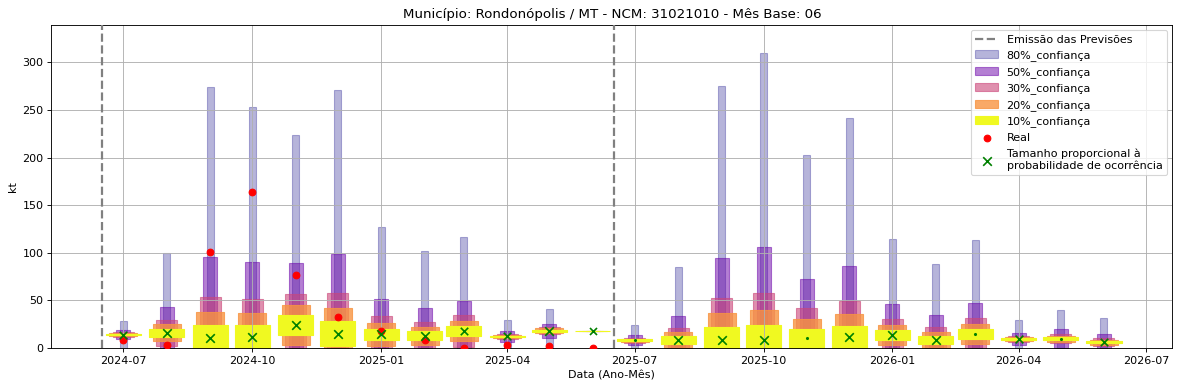 Município: Rondonópolis / MT - NCM: 31021010 - Mês Base: 06
Emissão das Previsões
80%_confiança
50%_confiança
30%_confiança
20%_confiança
10%_confiança
Real
Tamanho proporcional à
probabilidade de ocorrência
kt
300
250
200
150
100
50
0
2024-07 2024-10 2025-01 2025-04 2025-07 2025-10 2026-01 2026-04 2026-07
Data (Ano-Mês)